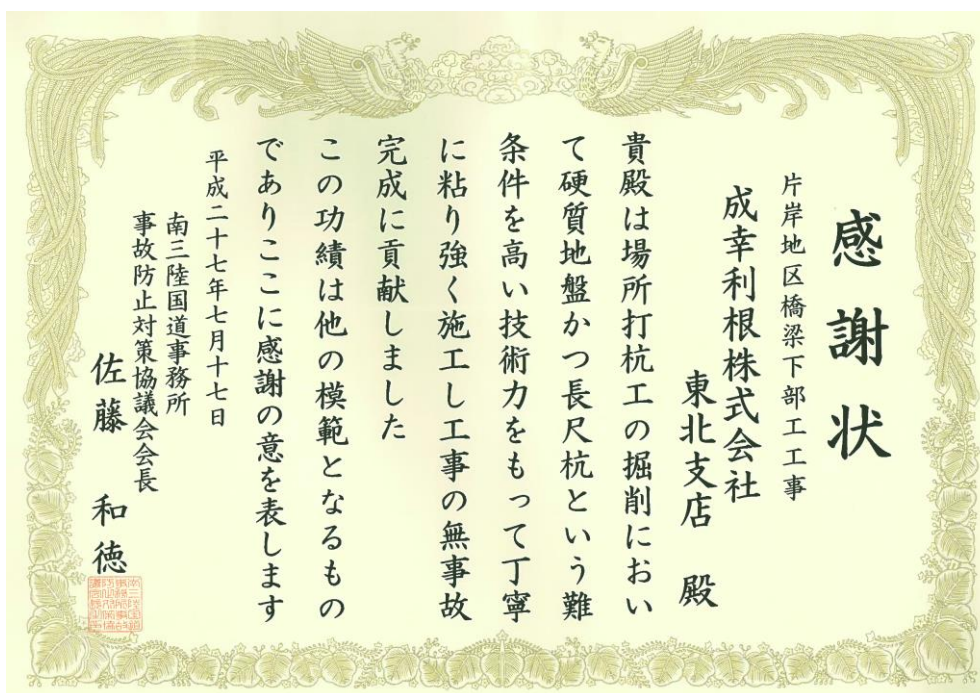 感謝状
片岸地区橋梁下部工工事
成幸利根株式会社
東北支店 殿
貴殿は場所打杭工の掘削におい
て硬質地盤かつ長尺杭という難
条件を高い技術力をもって丁寧
に粘り強く施工し工事の無事故
完成に貢献しました
この功績は他の模範となるもの
でありここに感謝の意を表します
平成二十七年七月十七日
南三陸国道事務所
事故防止対策協議会会長
佐藤 和徳